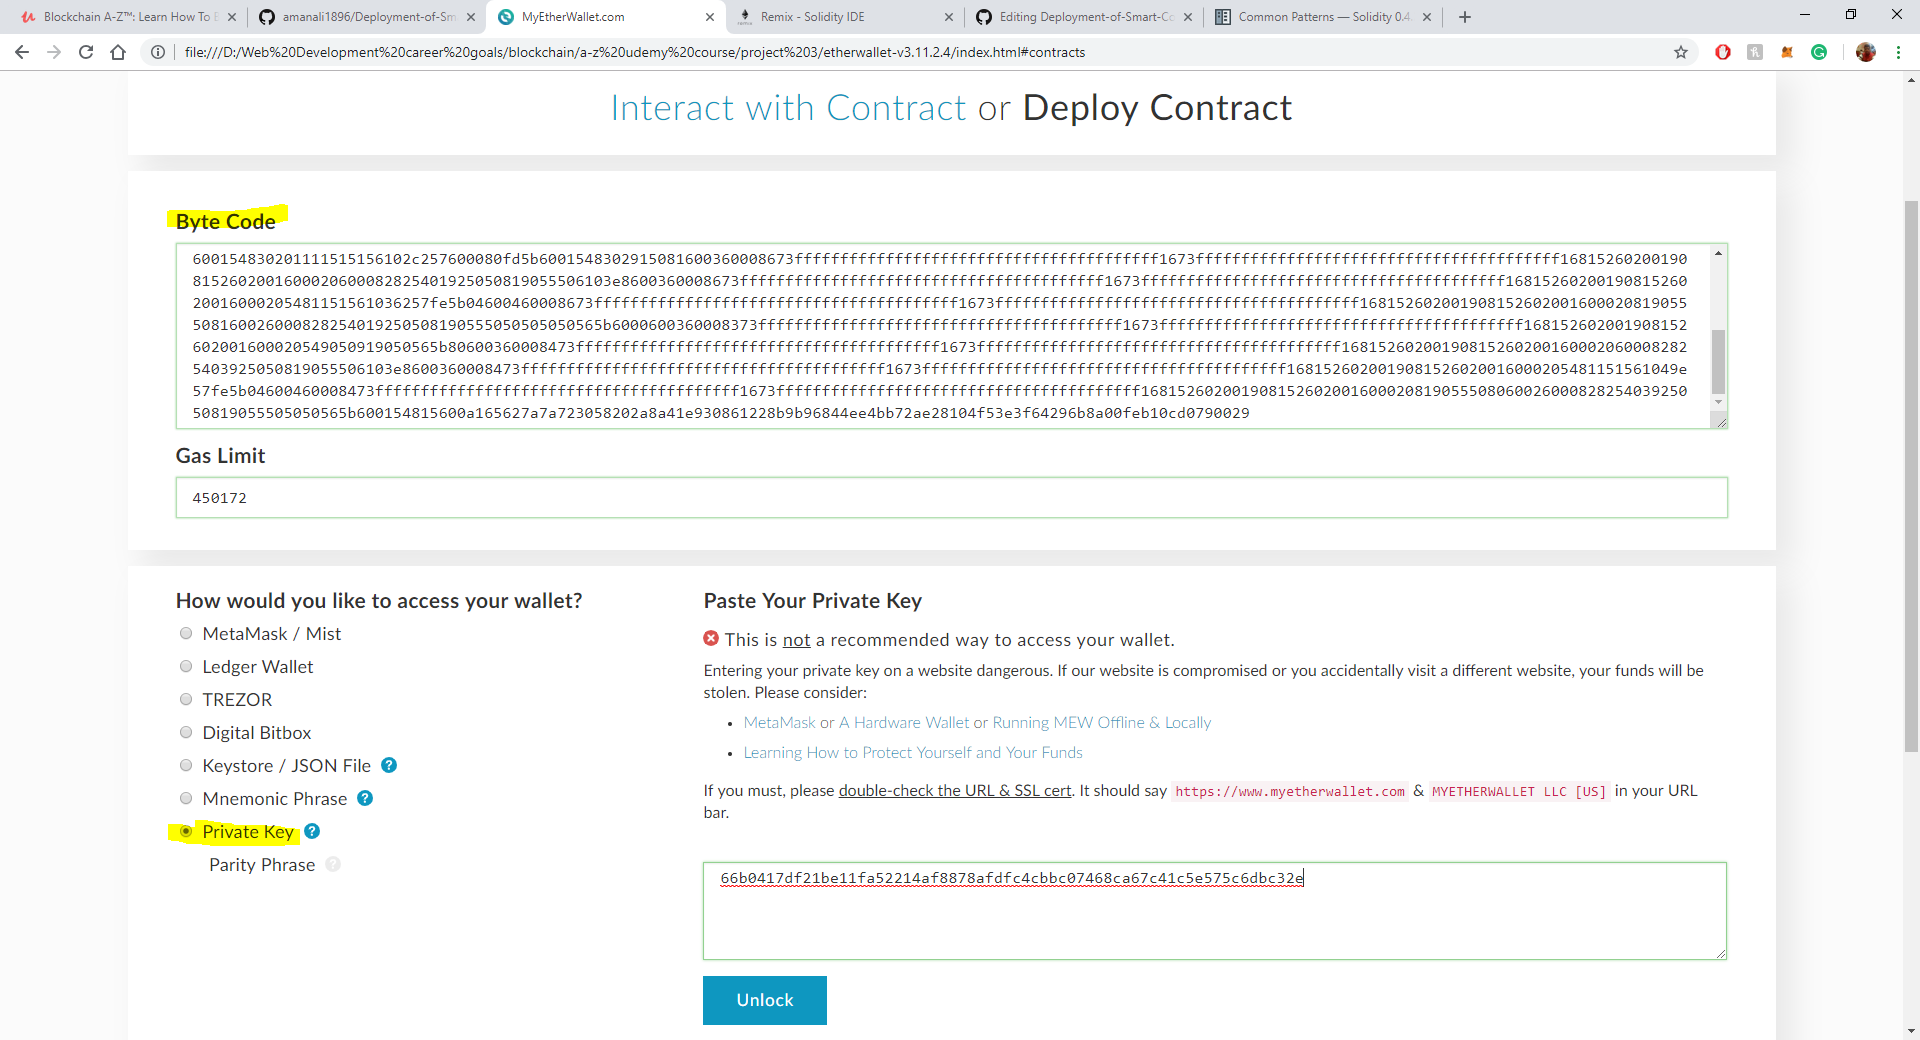 Blockchain A-Z™: Learn How To B
amanali1896/Deployment-of-Sm
MyEtherWallet.com
Remix - Solidity IDE
Editing Deployment-of-Smart-Co
Common Patterns — Solidity 0.4.
file:///D:/Web%20Development%20career%20goals/blockchain/a-z%20udemy%20course/project%203/etherwallet-v3.11.2.4/index.html#contracts
Interact with Contract or Deploy Contract
Byte Code
600154830201111515156102c257600080fd5b6001548302915081600360008673ffffffffffffffffffffffffffffffffffffffff1673ffffffffffffffffffffffffffffffffffffffff16815260200190
8152602001600020600082825401925050819055506103e8600360008673ffffffffffffffffffffffffffffffffffffffff1673ffffffffffffffffffffffffffffffffffffffff16815260200190815260
20016000205481151561036257fe5b04600460008673ffffffffffffffffffffffffffffffffffffffff1673ffffffffffffffffffffffffffffffffffffffff168152602001908152602001600020819055
50816002600082825401925050819055505050505050565b6000600360008373ffffffffffffffffffffffffffffffffffffffff1673ffffffffffffffffffffffffffffffffffffffff168152602001908152
602001600020549050919050565b80600360008473ffffffffffffffffffffffffffffffffffffffff1673ffffffffffffffffffffffffffffffffffffffff16815260200190815260200160002060008282
5403925050819055506103e8600360008473ffffffffffffffffffffffffffffffffffffffff1673ffffffffffffffffffffffffffffffffffffffff1681526020019081526020016000205481151561049e
57fe5b04600460008473ffffffffffffffffffffffffffffffffffffffff1673ffffffffffffffffffffffffffffffffffffffff168152602001908152602001600020819055508060026000828254039250
50819055505050565b600154815600a165627a7a723058202a8a41e930861228b9b96844ee4bb72ae28104f53e3f64296b8a00feb10cd0790029
Gas Limit
450172
How would you like to access your wallet?
MetaMask / Mist
Ledger Wallet
TREZOR
Digital Bitbox
Keystore / JSON File
Mnemonic Phrase
Private Key
Parity Phrase
Paste Your Private Key
This is not a recommended way to access your wallet.
Entering your private key on a website dangerous. If our website is compromised or you accidentally visit a different website, your funds will be
stolen. Please consider:
MetaMask or A Hardware Wallet or Running MEW Offline & Locally
Learning How to Protect Yourself and Your Funds
If you must, please double-check the URL & SSL cert. It should say https://www.myetherwallet.com & MYETHERWALLET LLC [US] in your URL
bar.
66b0417df21be11fa52214af8878afdfc4cbbc07468ca67c41c5e575c6dbc32e
Unlock